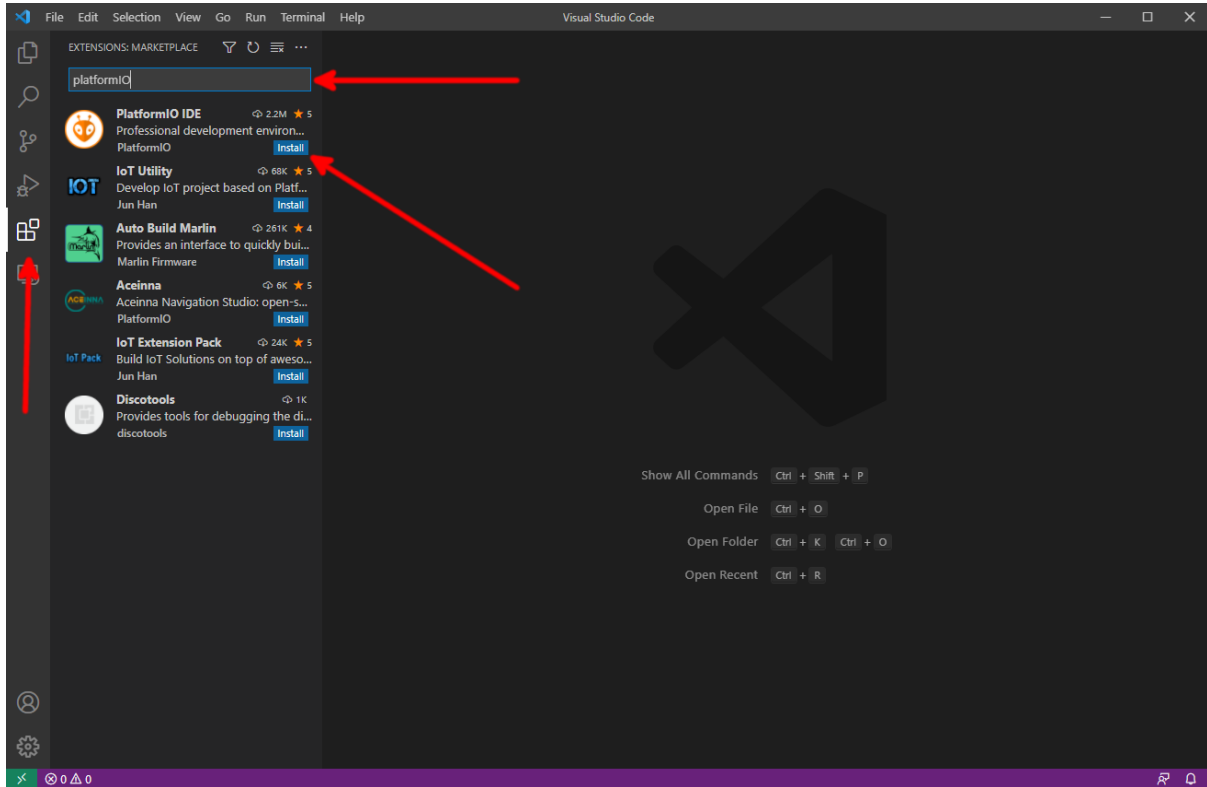 File Edit Selection View Go Run Terminal Help Visual Studio Code
EXTENSIONS: MARKETPLACE
platformIO
PlatformIO IDE 2.2M 5
Professional development environ...
PlatformIO Install
IOT
IoT Utility 68K 5
Develop IoT project based on Platf...
Jun Han Install
Marlin
Auto Build Marlin 261K 4
Provides an interface to quickly bui...
Marlin Firmware Install
ACEINNA
Aceinna 6K 5
Aceinna Navigation Studio: open-s...
PlatformIO Install
IoT Pack
IoT Extension Pack 24K 5
Build IoT Solutions on top of aweso...
Jun Han Install
Discotools 1K
Provides tools for debugging the di...
discotools Install
Show All Commands Ctrl + Shift + P
Open File Ctrl + O
Open Folder Ctrl + K Ctrl + O
Open Recent Ctrl + R
0 0